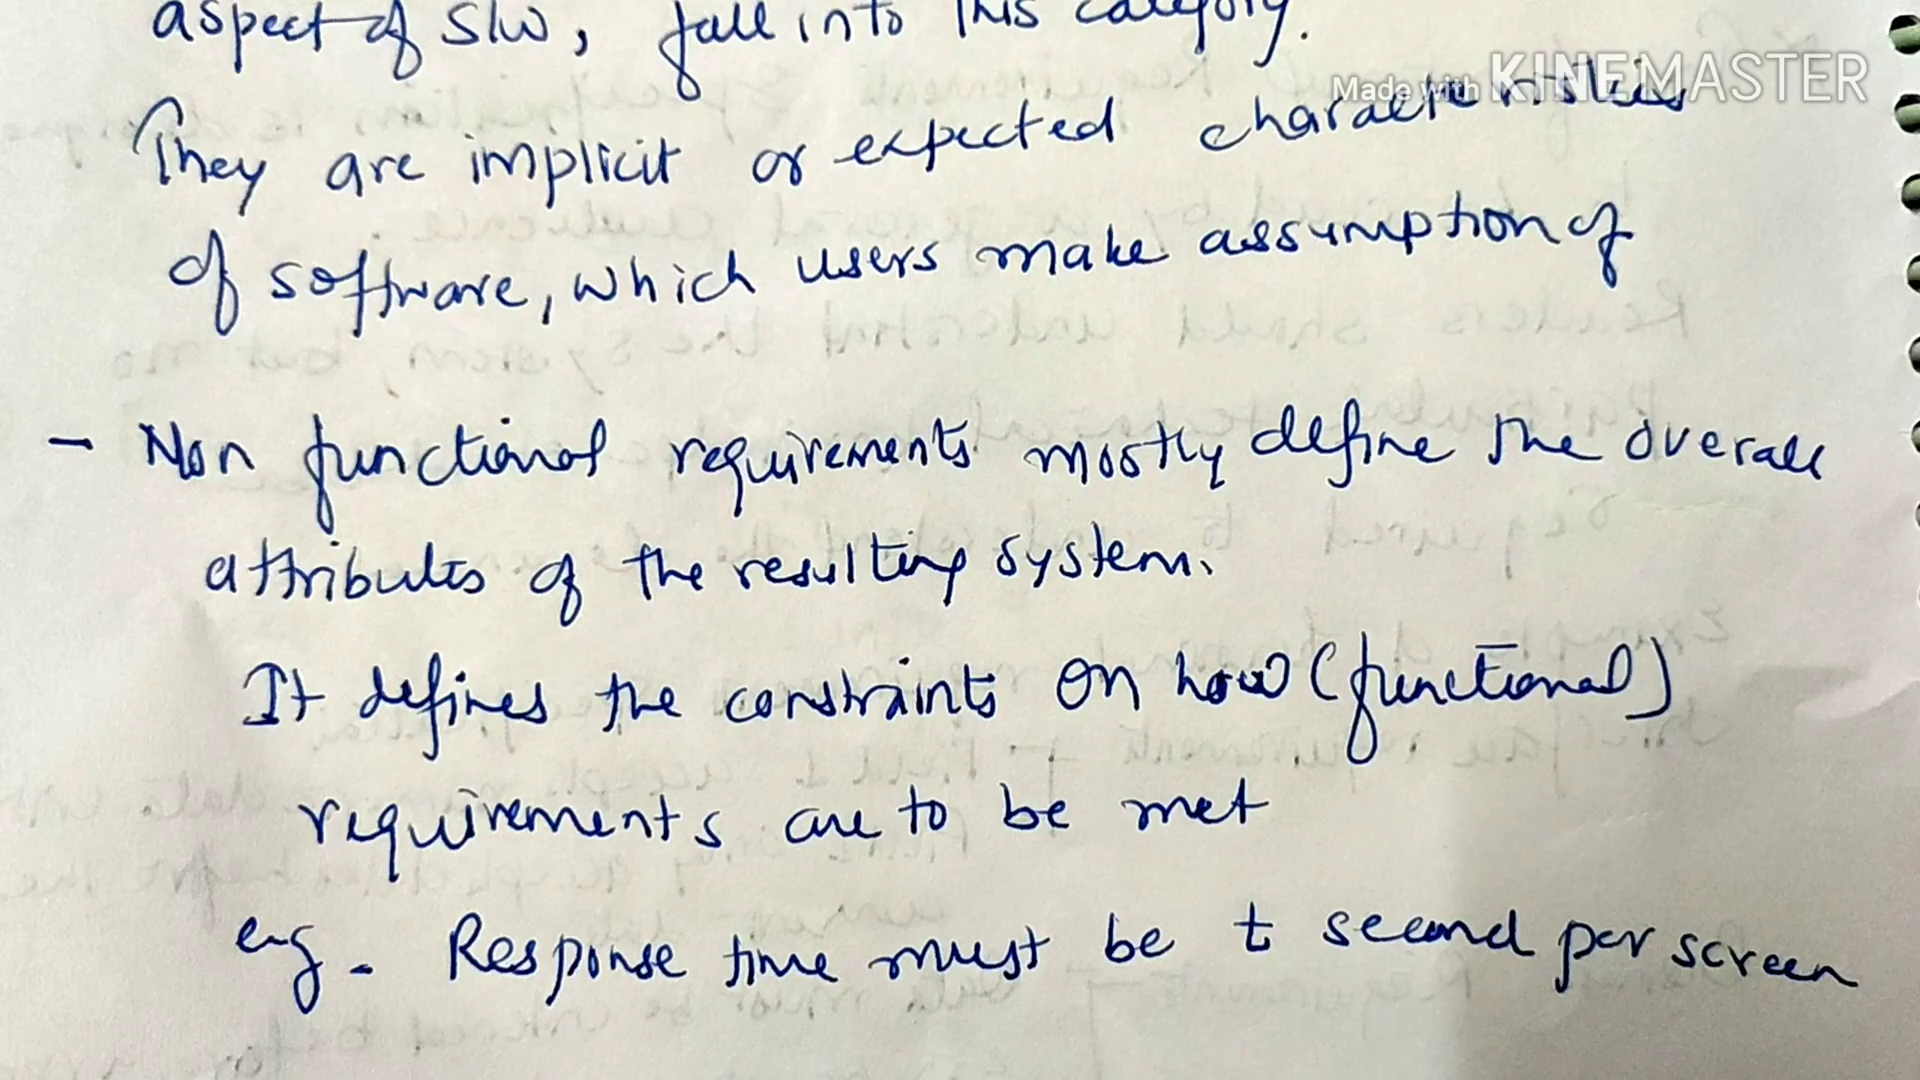 aspect of S/W, fall into this category.
Made with KINEMASTER
They are implicit or expected characteristics
of software, which users make assumption of
- Non functional requirements mostly define the overall
attributes of the resulting system.
It defines the constraints on how (functional)
requirements are to be met
eg. Response time must be t second per screen